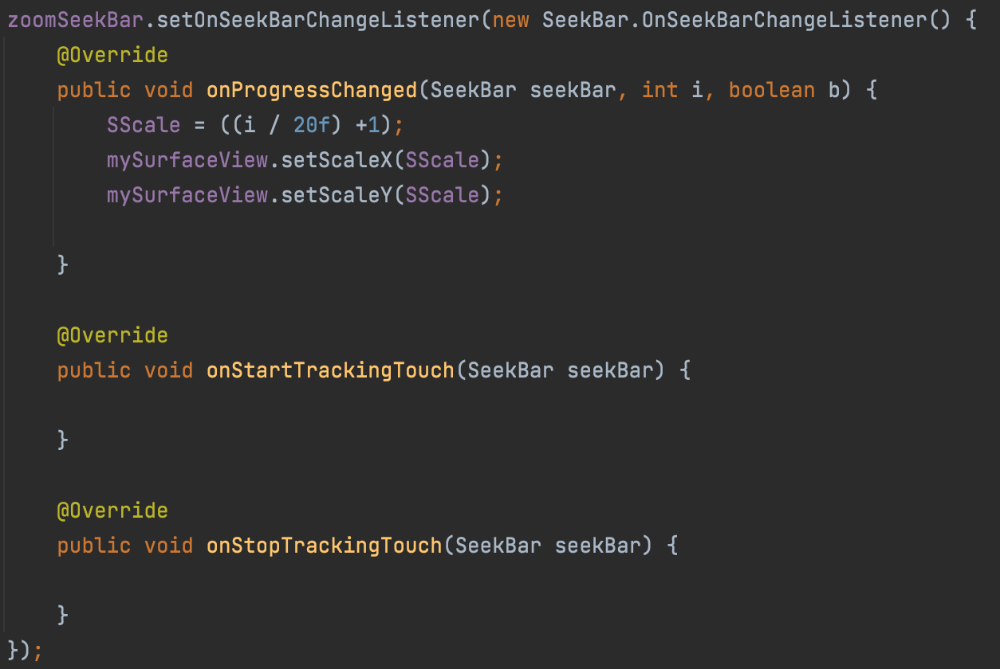 zoomSeekBar.setOnSeekBarChangeListener(new SeekBar.OnSeekBarChangeListener() {
    @Override
    public void onProgressChanged(SeekBar seekBar, int i, boolean b) {
        SScale = ((i / 20f) +1);
        mySurfaceView.setScaleX(SScale);
        mySurfaceView.setScaleY(SScale);
    }
    @Override
    public void onStartTrackingTouch(SeekBar seekBar) {
    }
    @Override
    public void onStopTrackingTouch(SeekBar seekBar) {
    }
});